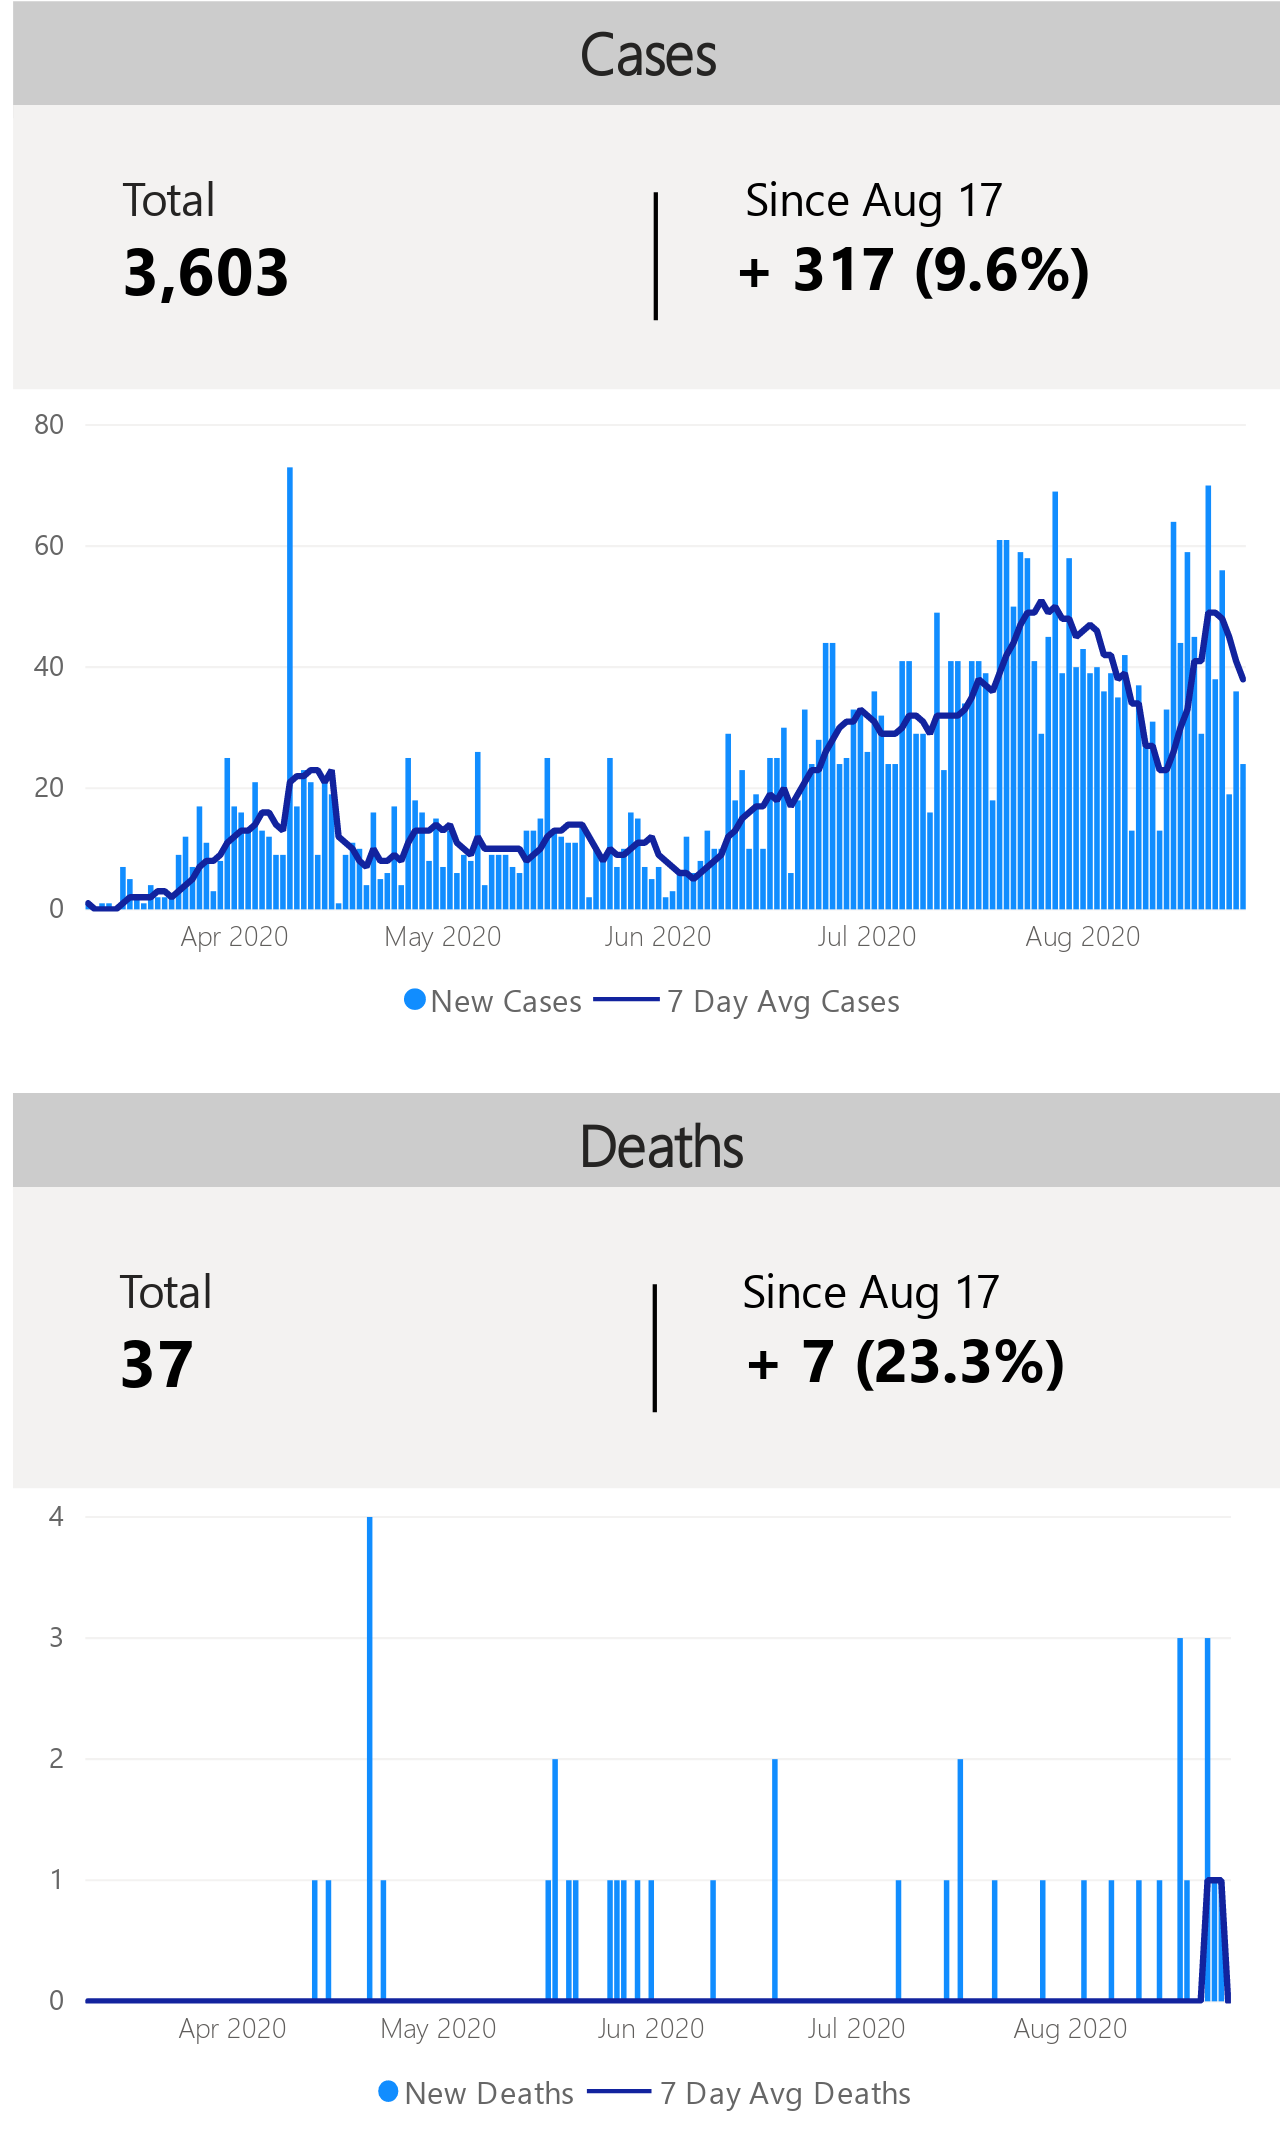 Cases
Total
Since Aug 17
3,603
+ 317 (9.6%)
80
60
40
20
0
Apr 2020
May 2020
Jun 2020
Jul 2020
Aug 2020
New Cases
7 Day Avg Cases
Deaths
Total
Since Aug 17
37
+ 7 (23.3%)
4
3
2
1
0
Apr 2020
May 2020
Jun 2020
Jul 2020
Aug 2020
New Deaths
7 Day Avg Deaths